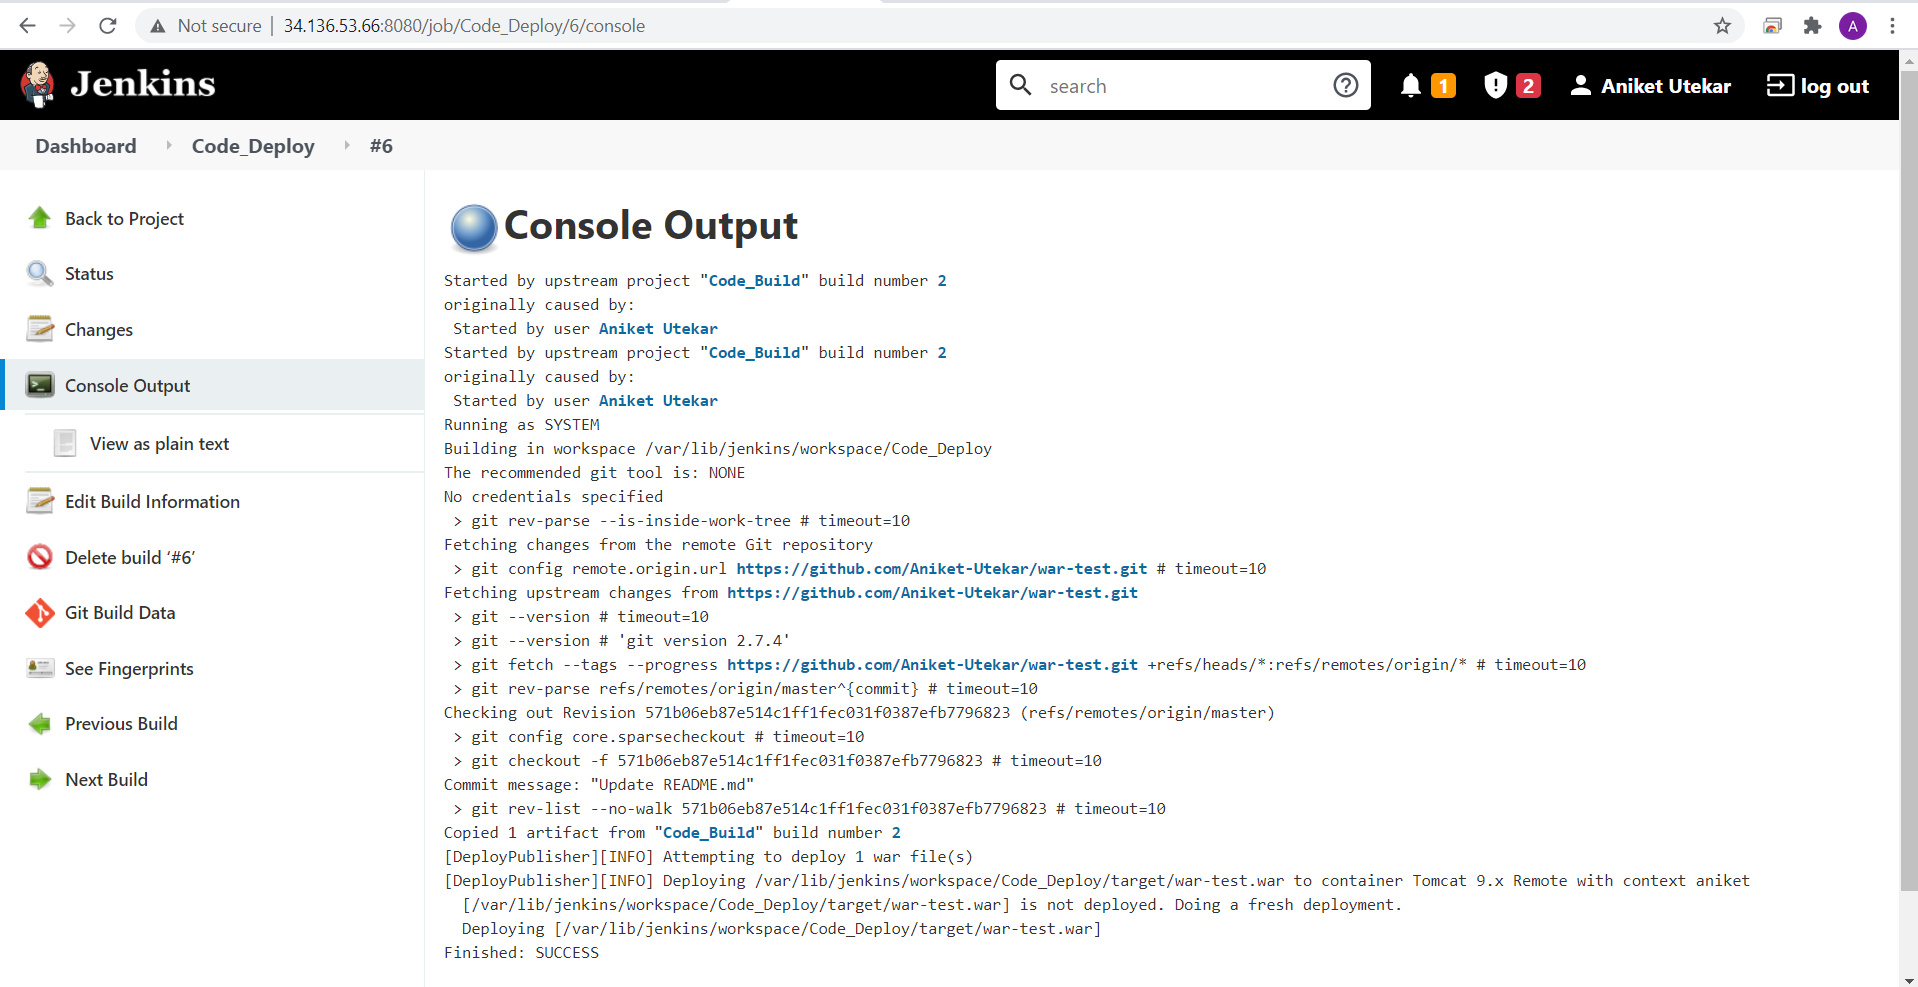 Not secure | 34.136.53.66:8080/job/Code_Deploy/6/console
A
Jenkins
search
1
2
Aniket Utekar
log out
Dashboard
Code_Deploy
#6
Back to Project
Status
Changes
Console Output
View as plain text
Edit Build Information
Delete build ‘#6’
Git Build Data
See Fingerprints
Previous Build
Next Build
Console Output
Started by upstream project "Code_Build" build number 2
originally caused by:
Started by user Aniket Utekar
Started by upstream project "Code_Build" build number 2
originally caused by:
Started by user Aniket Utekar
Running as SYSTEM
Building in workspace /var/lib/jenkins/workspace/Code_Deploy
The recommended git tool is: NONE
No credentials specified
> git rev-parse --is-inside-work-tree # timeout=10
Fetching changes from the remote Git repository
> git config remote.origin.url https://github.com/Aniket-Utekar/war-test.git # timeout=10
Fetching upstream changes from https://github.com/Aniket-Utekar/war-test.git
> git --version # timeout=10
> git --version # 'git version 2.7.4'
> git fetch --tags --progress https://github.com/Aniket-Utekar/war-test.git +refs/heads/*:refs/remotes/origin/* # timeout=10
> git rev-parse refs/remotes/origin/master^{commit} # timeout=10
Checking out Revision 571b06eb87e514c1ff1fec031f0387efb7796823 (refs/remotes/origin/master)
> git config core.sparsecheckout # timeout=10
> git checkout -f 571b06eb87e514c1ff1fec031f0387efb7796823 # timeout=10
Commit message: "Update README.md"
> git rev-list --no-walk 571b06eb87e514c1ff1fec031f0387efb7796823 # timeout=10
Copied 1 artifact from "Code_Build" build number 2
[DeployPublisher][INFO] Attempting to deploy 1 war file(s)
[DeployPublisher][INFO] Deploying /var/lib/jenkins/workspace/Code_Deploy/target/war-test.war to container Tomcat 9.x Remote with context aniket
[/var/lib/jenkins/workspace/Code_Deploy/target/war-test.war] is not deployed. Doing a fresh deployment.
Deploying [/var/lib/jenkins/workspace/Code_Deploy/target/war-test.war]
Finished: SUCCESS